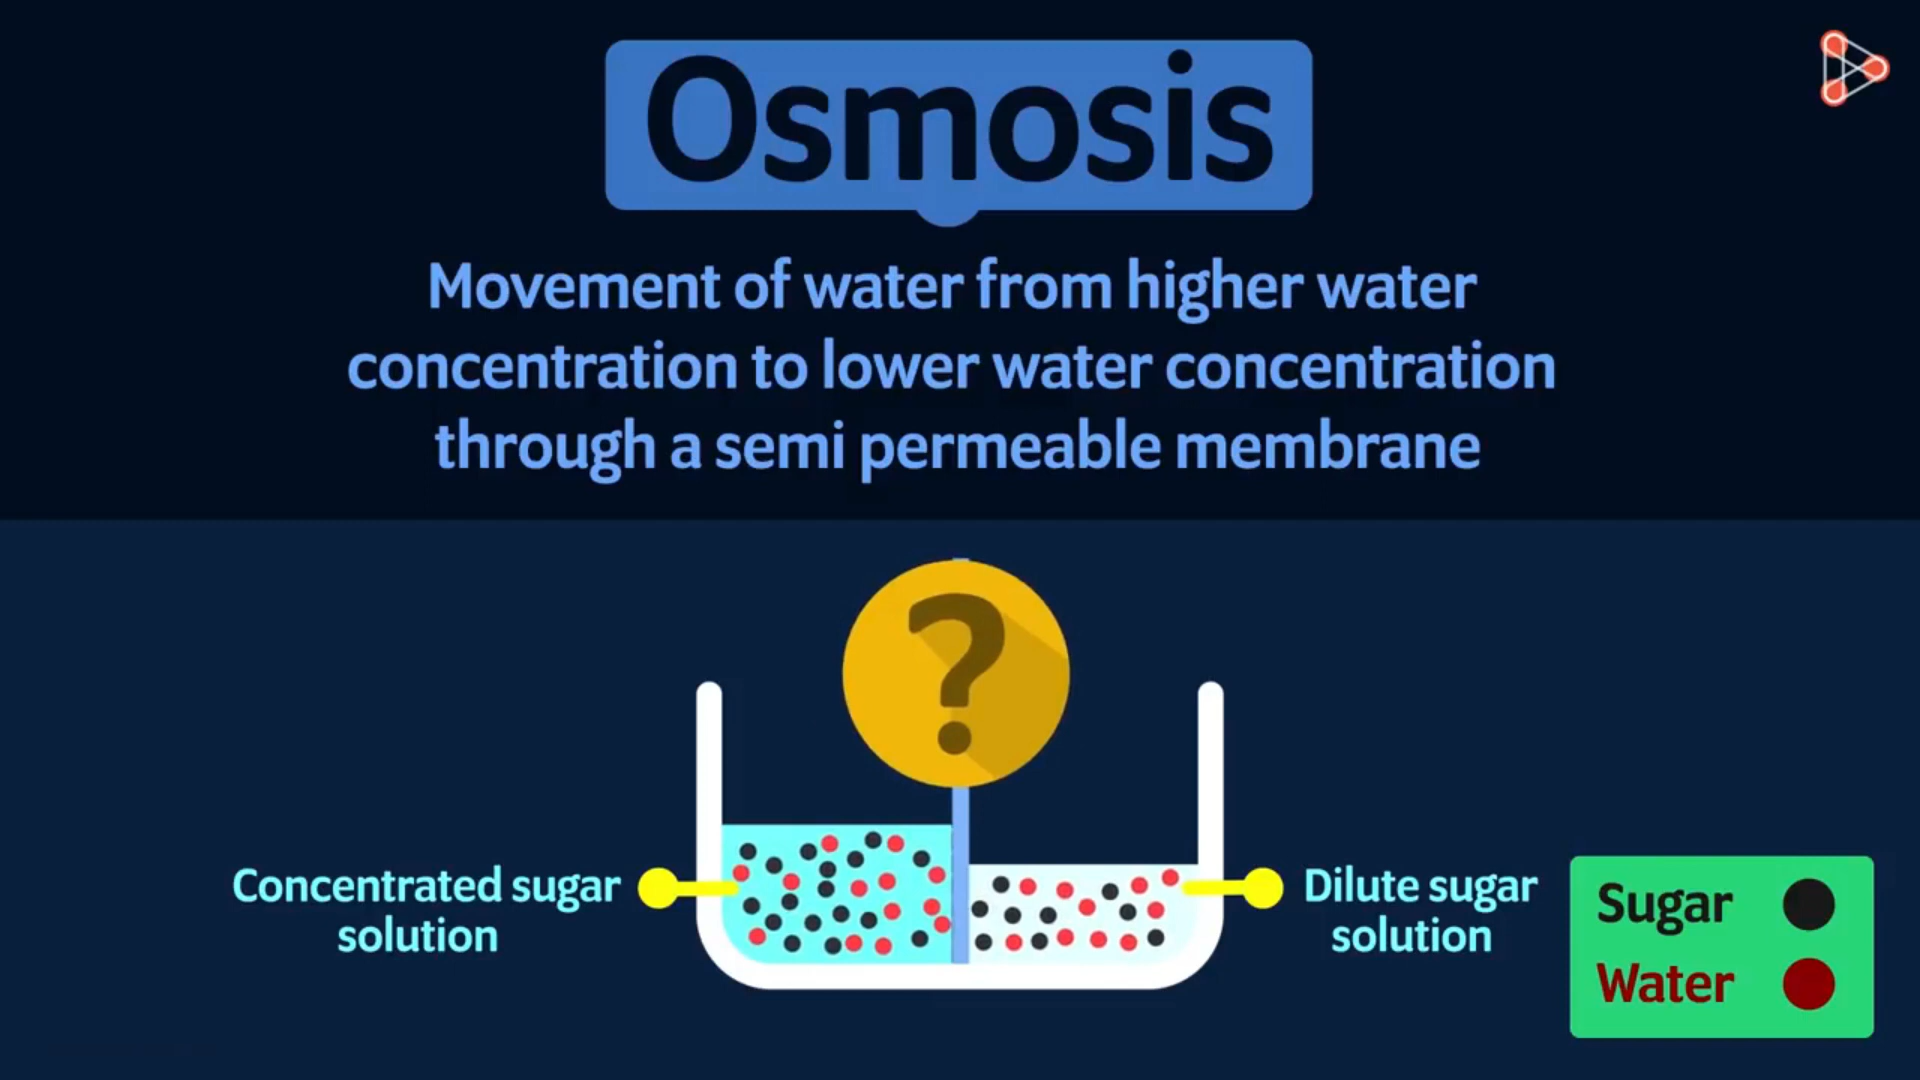 Osmosis
Movement of water from higher water
concentration to lower water concentration
through a semi permeable membrane
?
Concentrated sugar
solution
Dilute sugar
solution
Sugar
Water